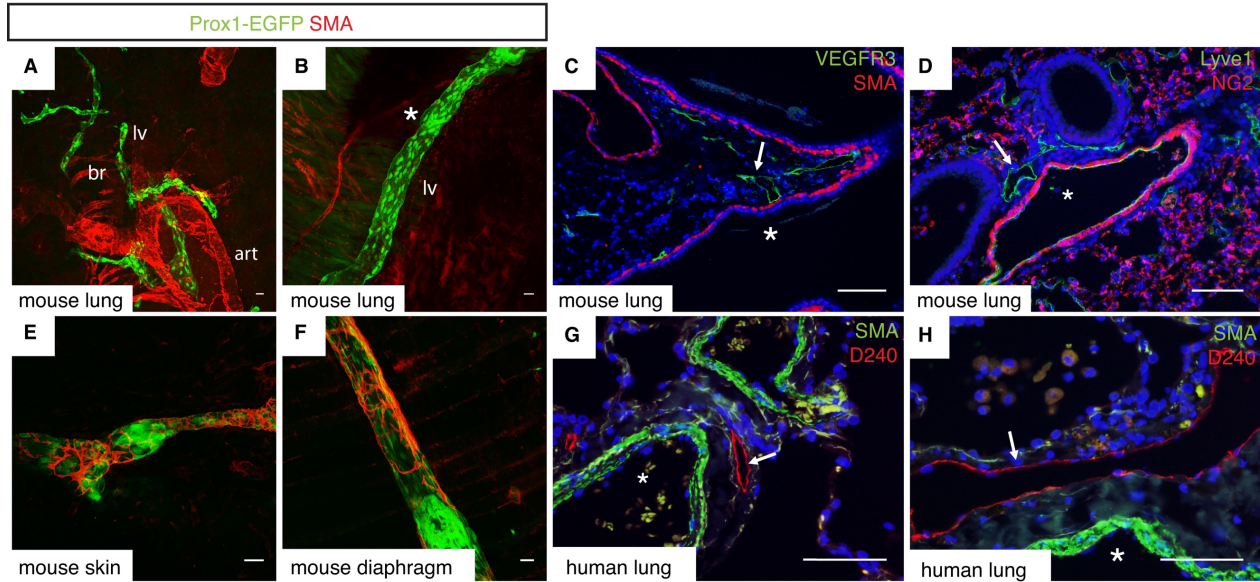 Prox1-EGFP SMA
A
lv
br
art
mouse lung
B
*
lv
mouse lung
C
VEGFR3
SMA
*
mouse lung
D
Lyve1
NG2
*
mouse lung
E
mouse skin
F
mouse diaphragm
G
SMA
D240
*
human lung
H
SMA
D240
*
human lung